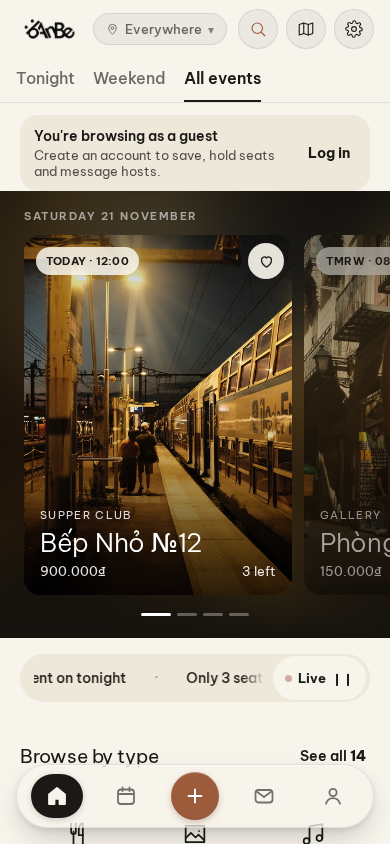 ỞAnBe
Everywhere ▾
Tonight Weekend All events
You're browsing as a guest
Create an account to save, hold seats
and message hosts.
Log in
SATURDAY 21 NOVEMBER
TODAY · 12:00
TMRW · 08
SUPPER CLUB
Bếp Nhỏ №12
900.000₫ 3 left
GALLERY
Phòng
150.000₫
ent on tonight · Only 3 seat
Live
Browse by type
See all 14